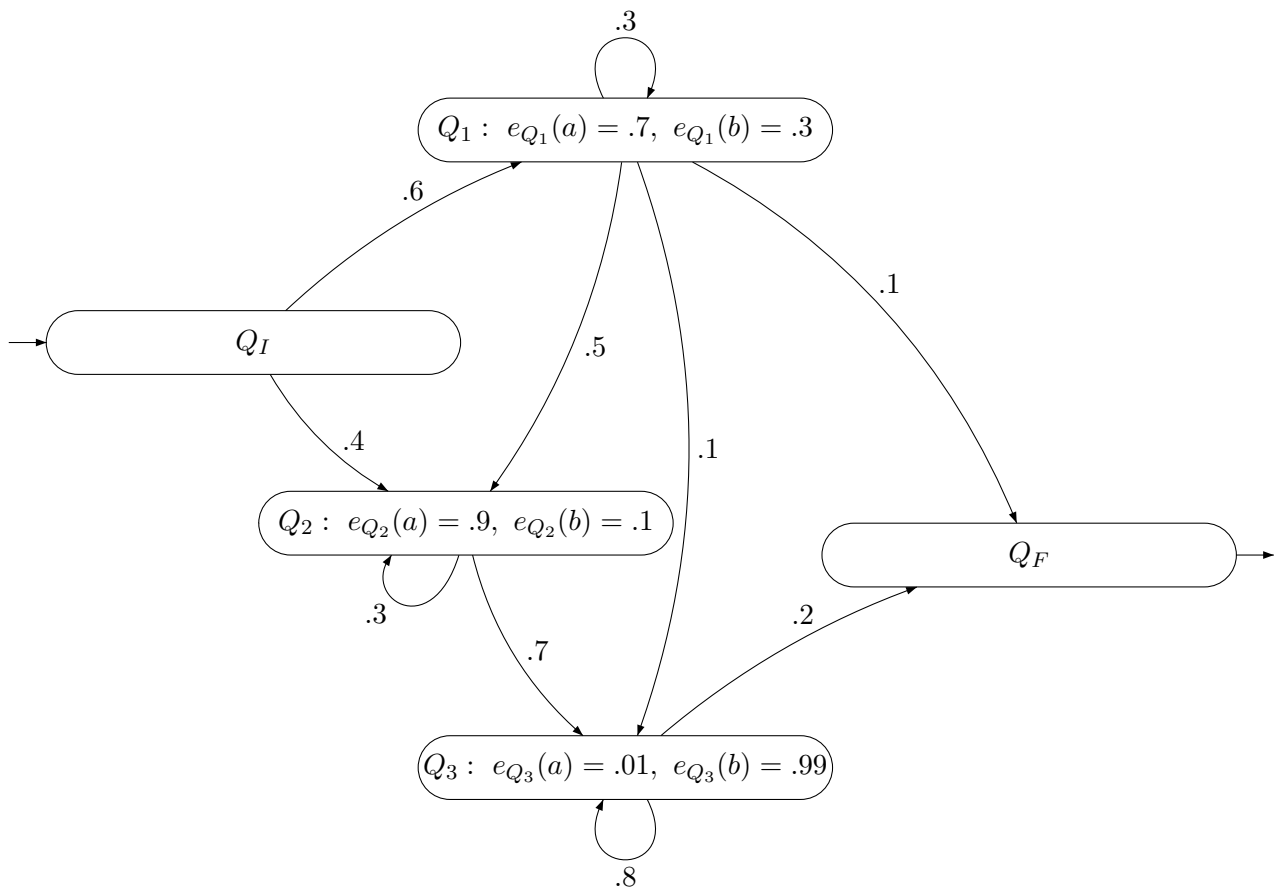 .3
Q_1 : e_{Q_1}(a) = .7, e_{Q_1}(b) = .3
.6
.1
Q_I
.5
.4
.1
Q_2 : e_{Q_2}(a) = .9, e_{Q_2}(b) = .1
Q_F
.3
.2
.7
Q_3 : e_{Q_3}(a) = .01, e_{Q_3}(b) = .99
.8